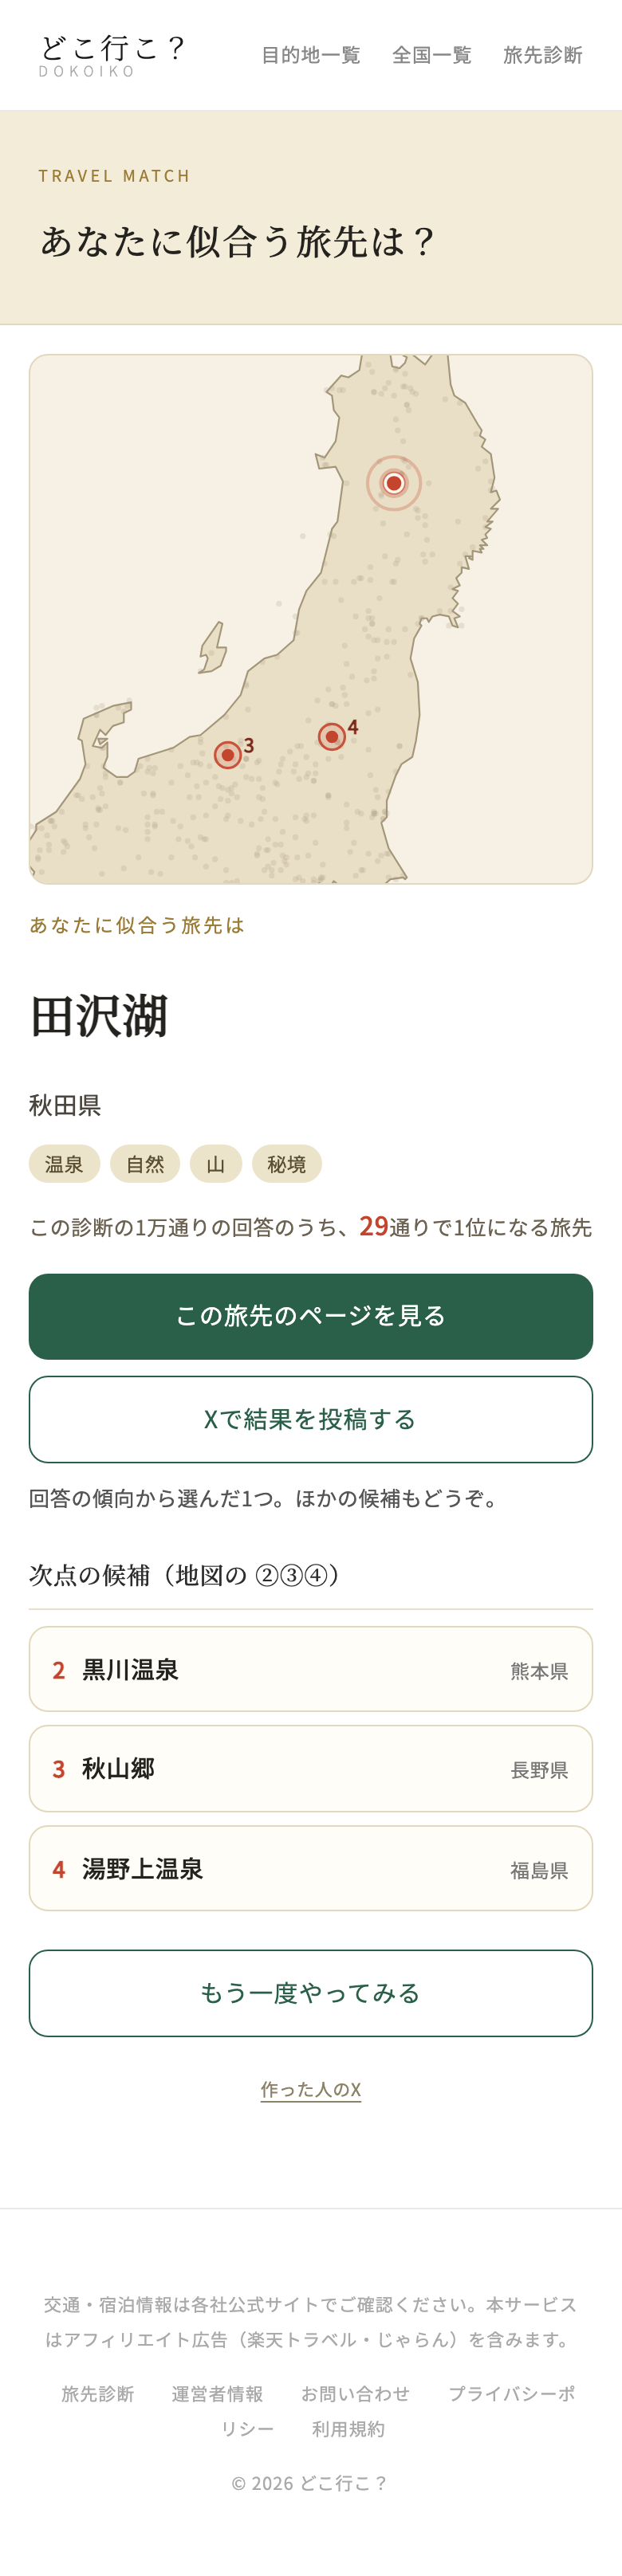 どこ行こ？
DOKOIKO
目的地一覧 全国一覧 旅先診断
TRAVEL MATCH
あなたに似合う旅先は？
3
4
あなたに似合う旅先は
田沢湖
秋田県
温泉 自然 山 秘境
この診断の1万通りの回答のうち、29通りで1位になる旅先
この旅先のページを見る
Xで結果を投稿する
回答の傾向から選んだ1つ。ほかの候補もどうぞ。
次点の候補（地図の ②③④）
2 黒川温泉 熊本県
3 秋山郷 長野県
4 湯野上温泉 福島県
もう一度やってみる
作った人のX
交通・宿泊情報は各社公式サイトでご確認ください。本サービス
はアフィリエイト広告（楽天トラベル・じゃらん）を含みます。
旅先診断 運営者情報 お問い合わせ プライバシーポ
リシー 利用規約
© 2026 どこ行こ？